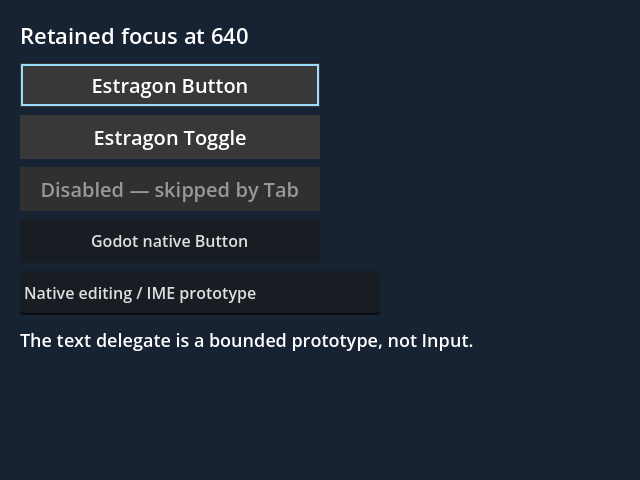 Retained focus at 640
Estragon Button
Estragon Toggle
Disabled — skipped by Tab
Godot native Button
Native editing / IME prototype
The text delegate is a bounded prototype, not Input.